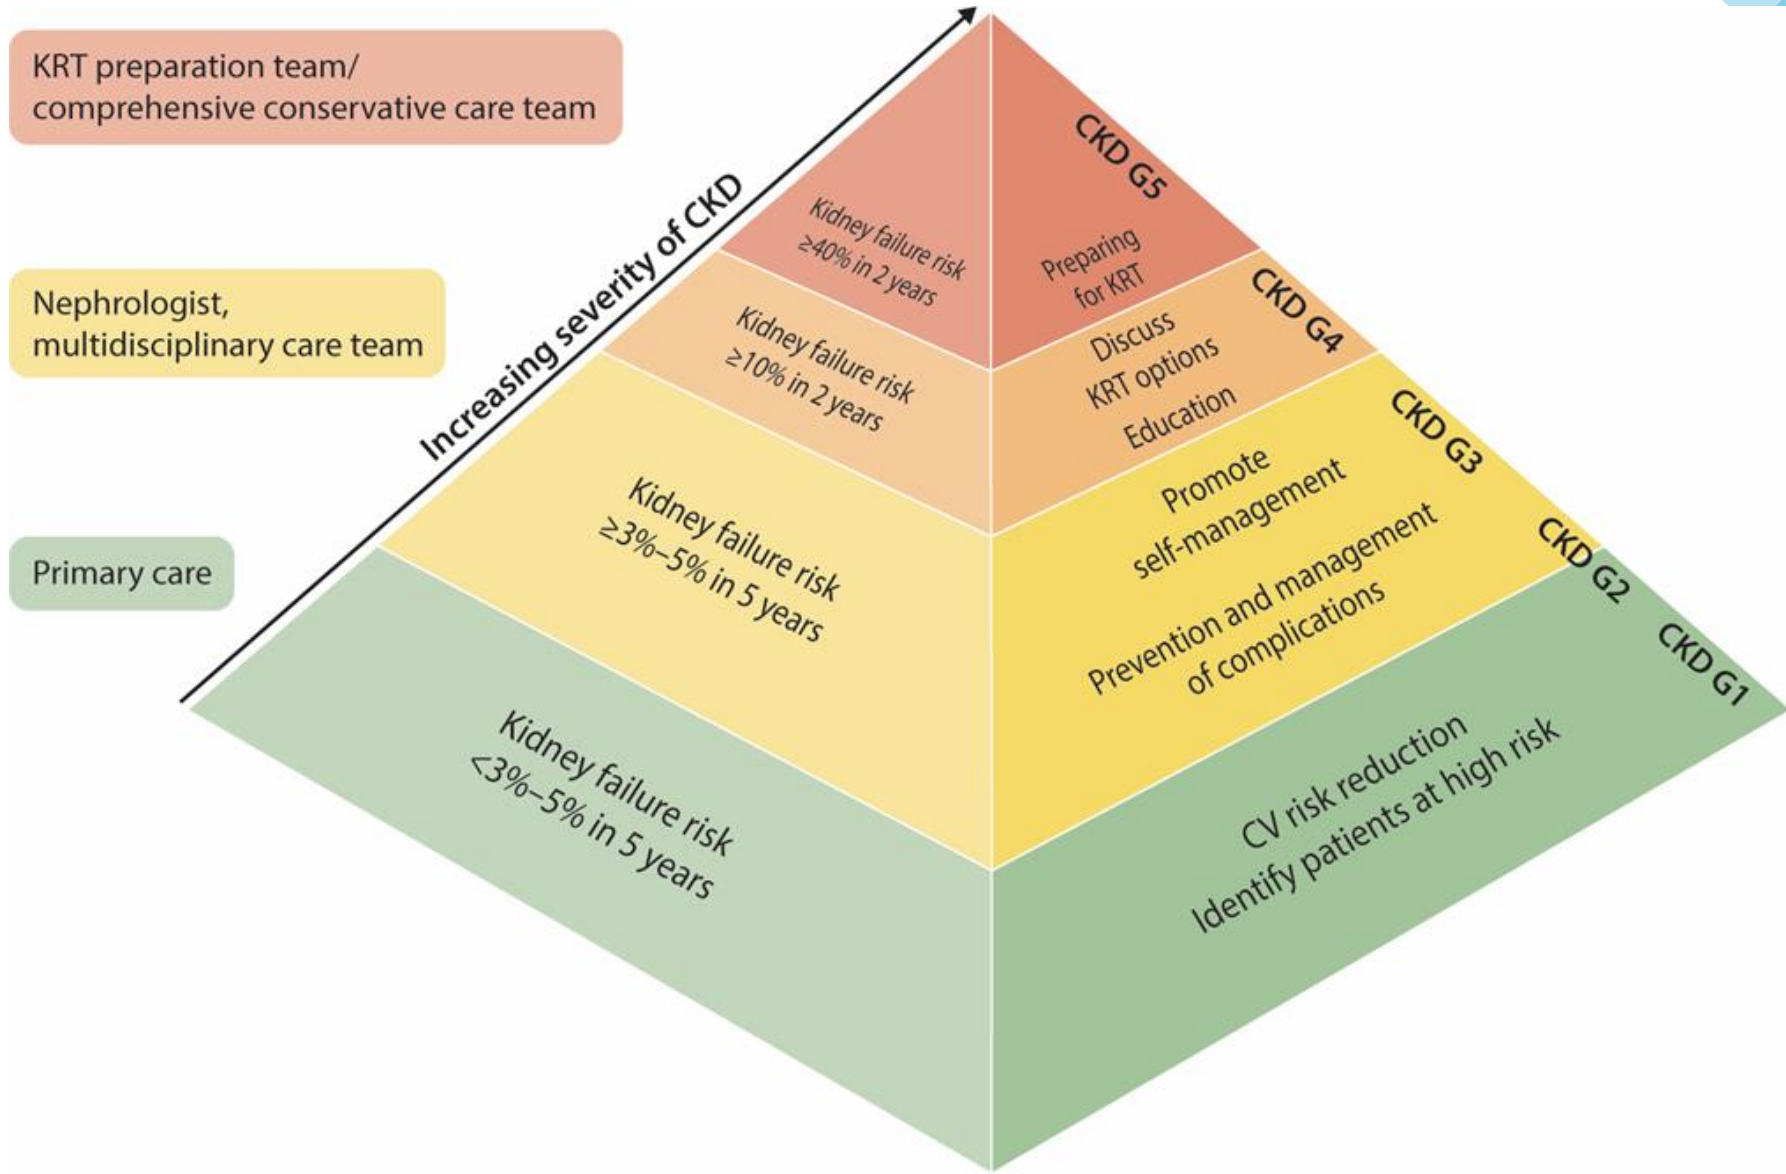 KRT preparation team/
comprehensive conservative care team
Nephrologist,
multidisciplinary care team
Primary care
Increasing severity of CKD
Kidney failure risk
≥40% in 2 years
Kidney failure risk
≥10% in 2 years
Kidney failure risk
≥3%–5% in 5 years
Kidney failure risk
<3%–5% in 5 years
Preparing
for KRT
Discuss
KRT options
Education
Promote
self-management
Prevention and management
of complications
CV risk reduction
Identify patients at high risk
CKD G5
CKD G4
CKD G3
CKD G2
CKD G1